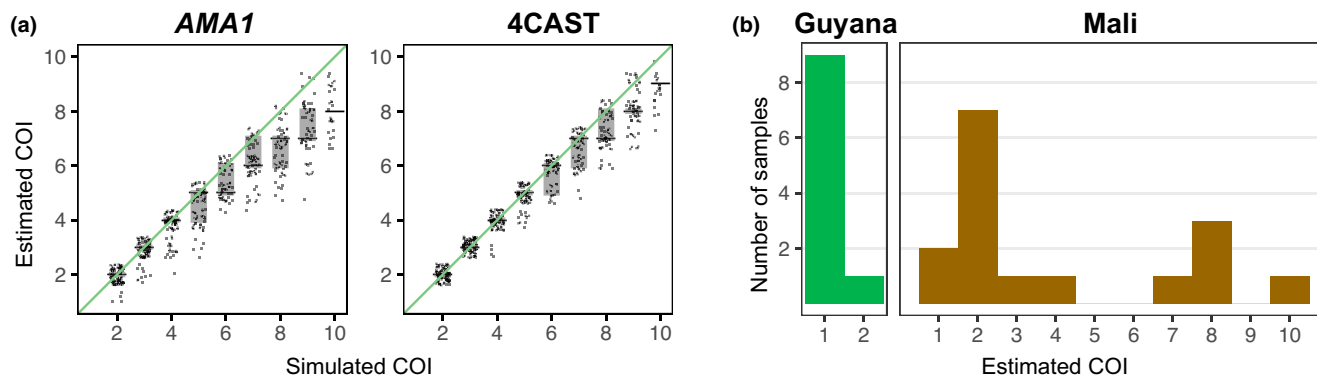 (a) AMA1 4CAST
Estimated COI
10
8
6
4
2
2 4 6 8 10
10
8
6
4
2
2 4 6 8 10
Simulated COI
(b) Guyana Mali
Number of samples
8
6
4
2
1 2
1 2 3 4 5 6 7 8 9 10
Estimated COI